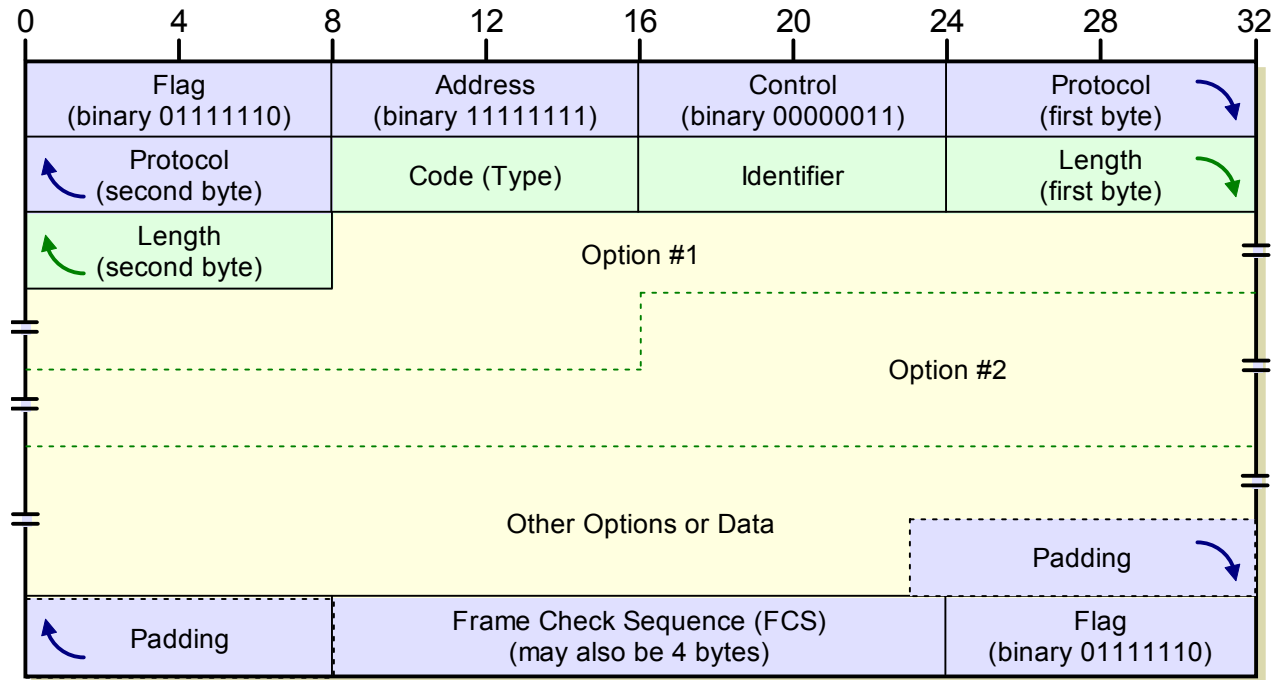 0 4 8 12 16 20 24 28 32
Flag
(binary 01111110)
Address
(binary 11111111)
Control
(binary 00000011)
Protocol
(first byte)
Protocol
(second byte)
Code (Type)
Identifier
Length
(first byte)
Length
(second byte)
Option #1
Option #2
Other Options or Data
Padding
Padding
Frame Check Sequence (FCS)
(may also be 4 bytes)
Flag
(binary 01111110)